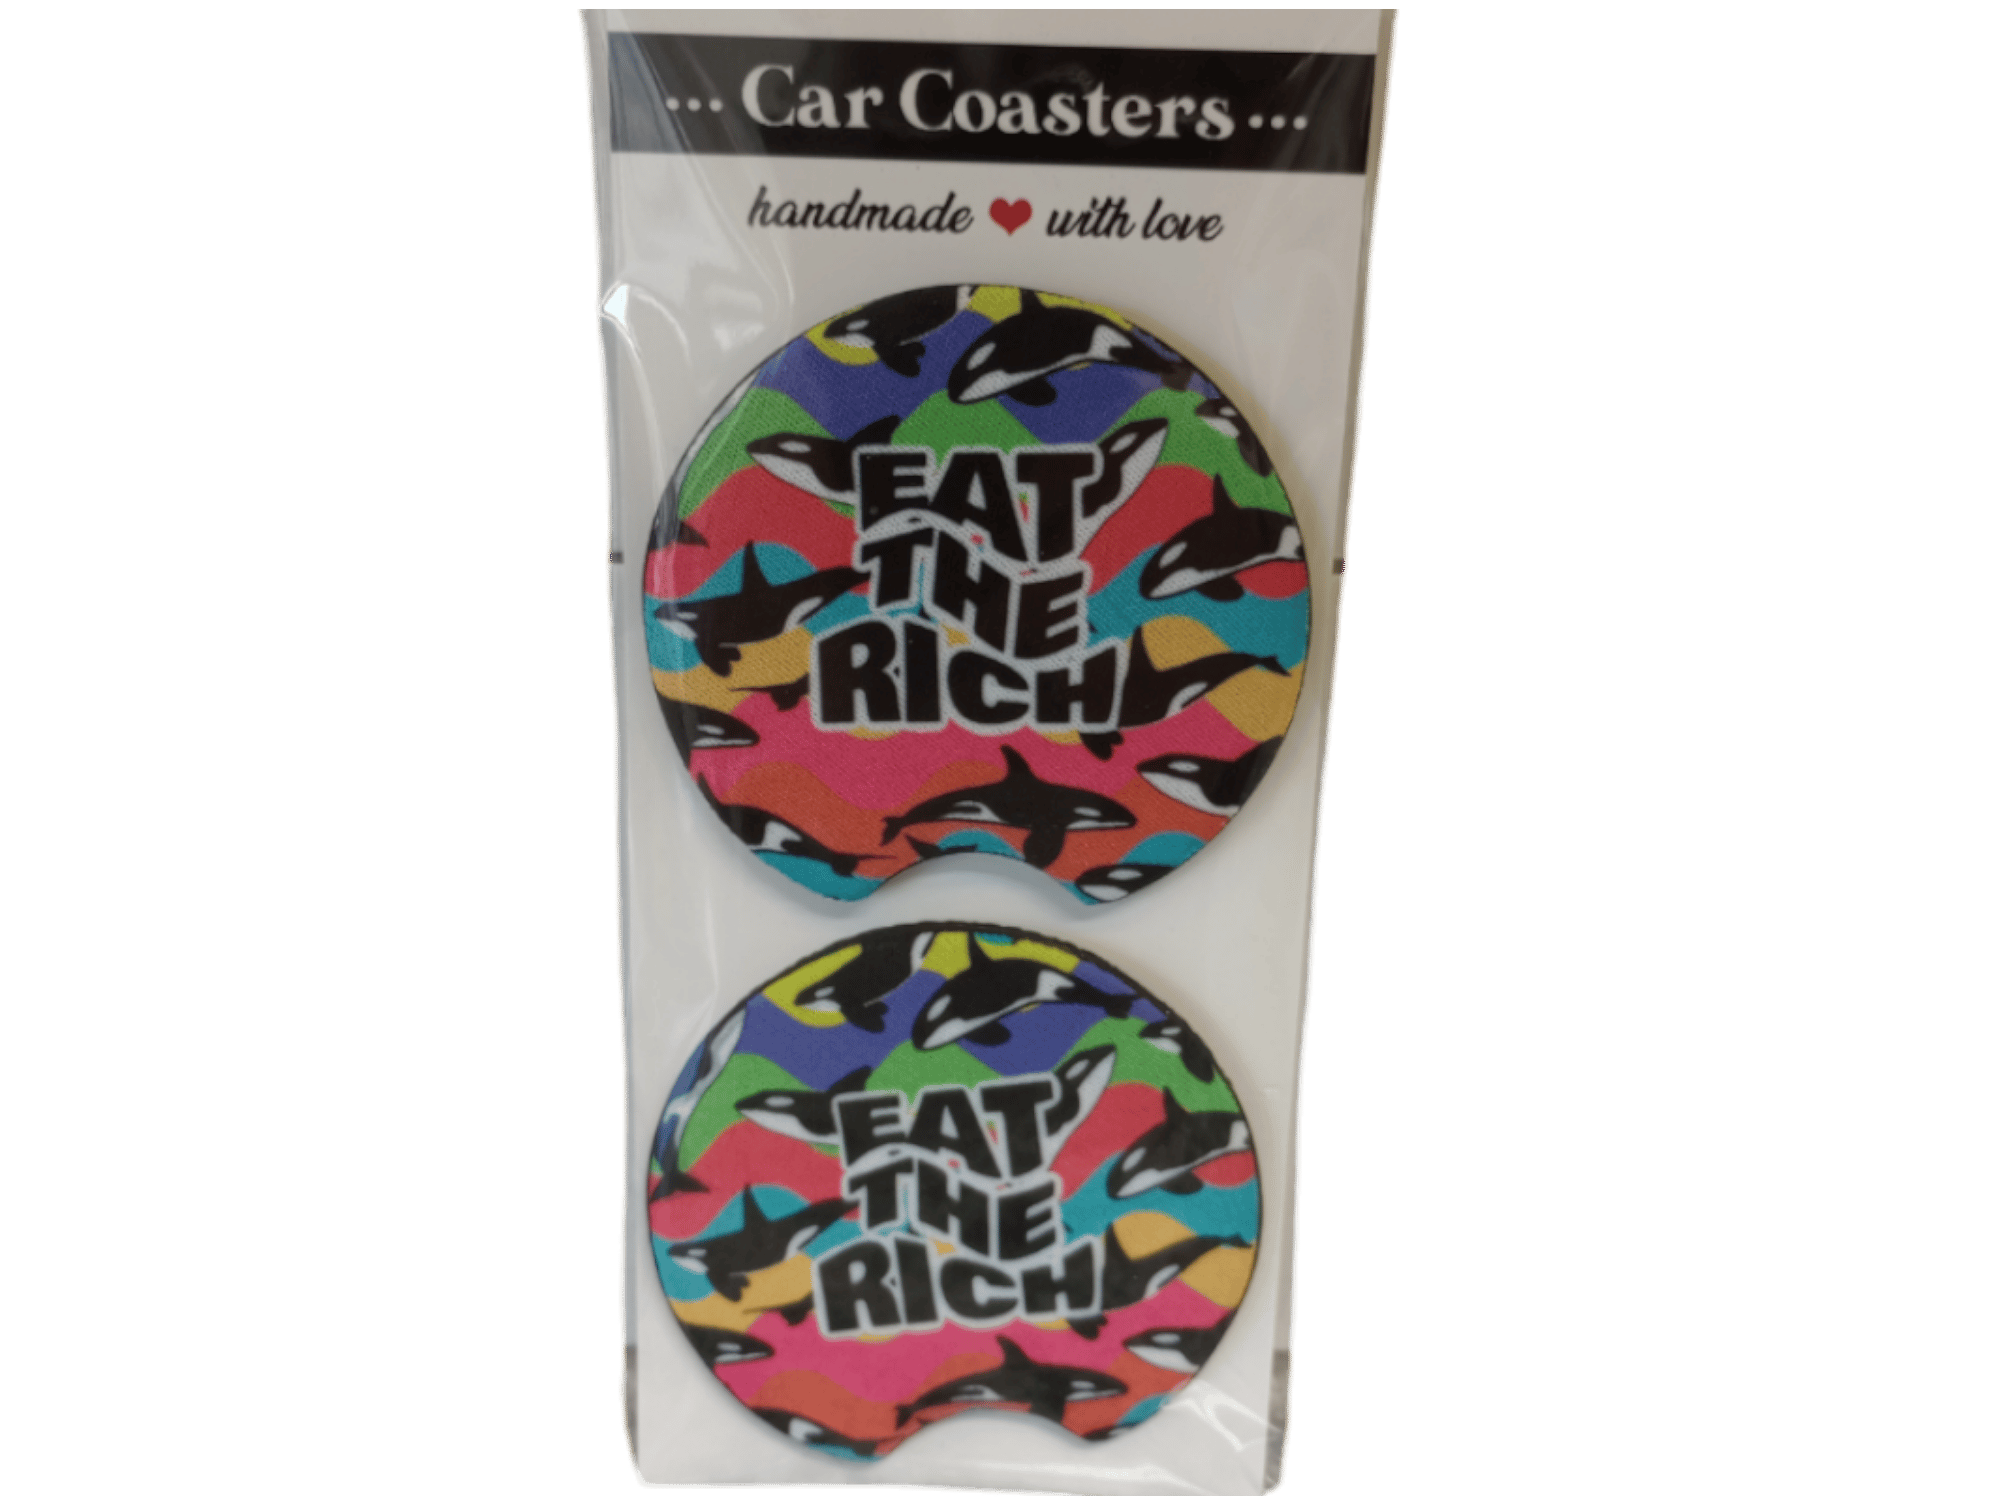 ... Car Coasters ...
handmade ❤ with love
EAT
THE
RICH
EAT
THE
RICH